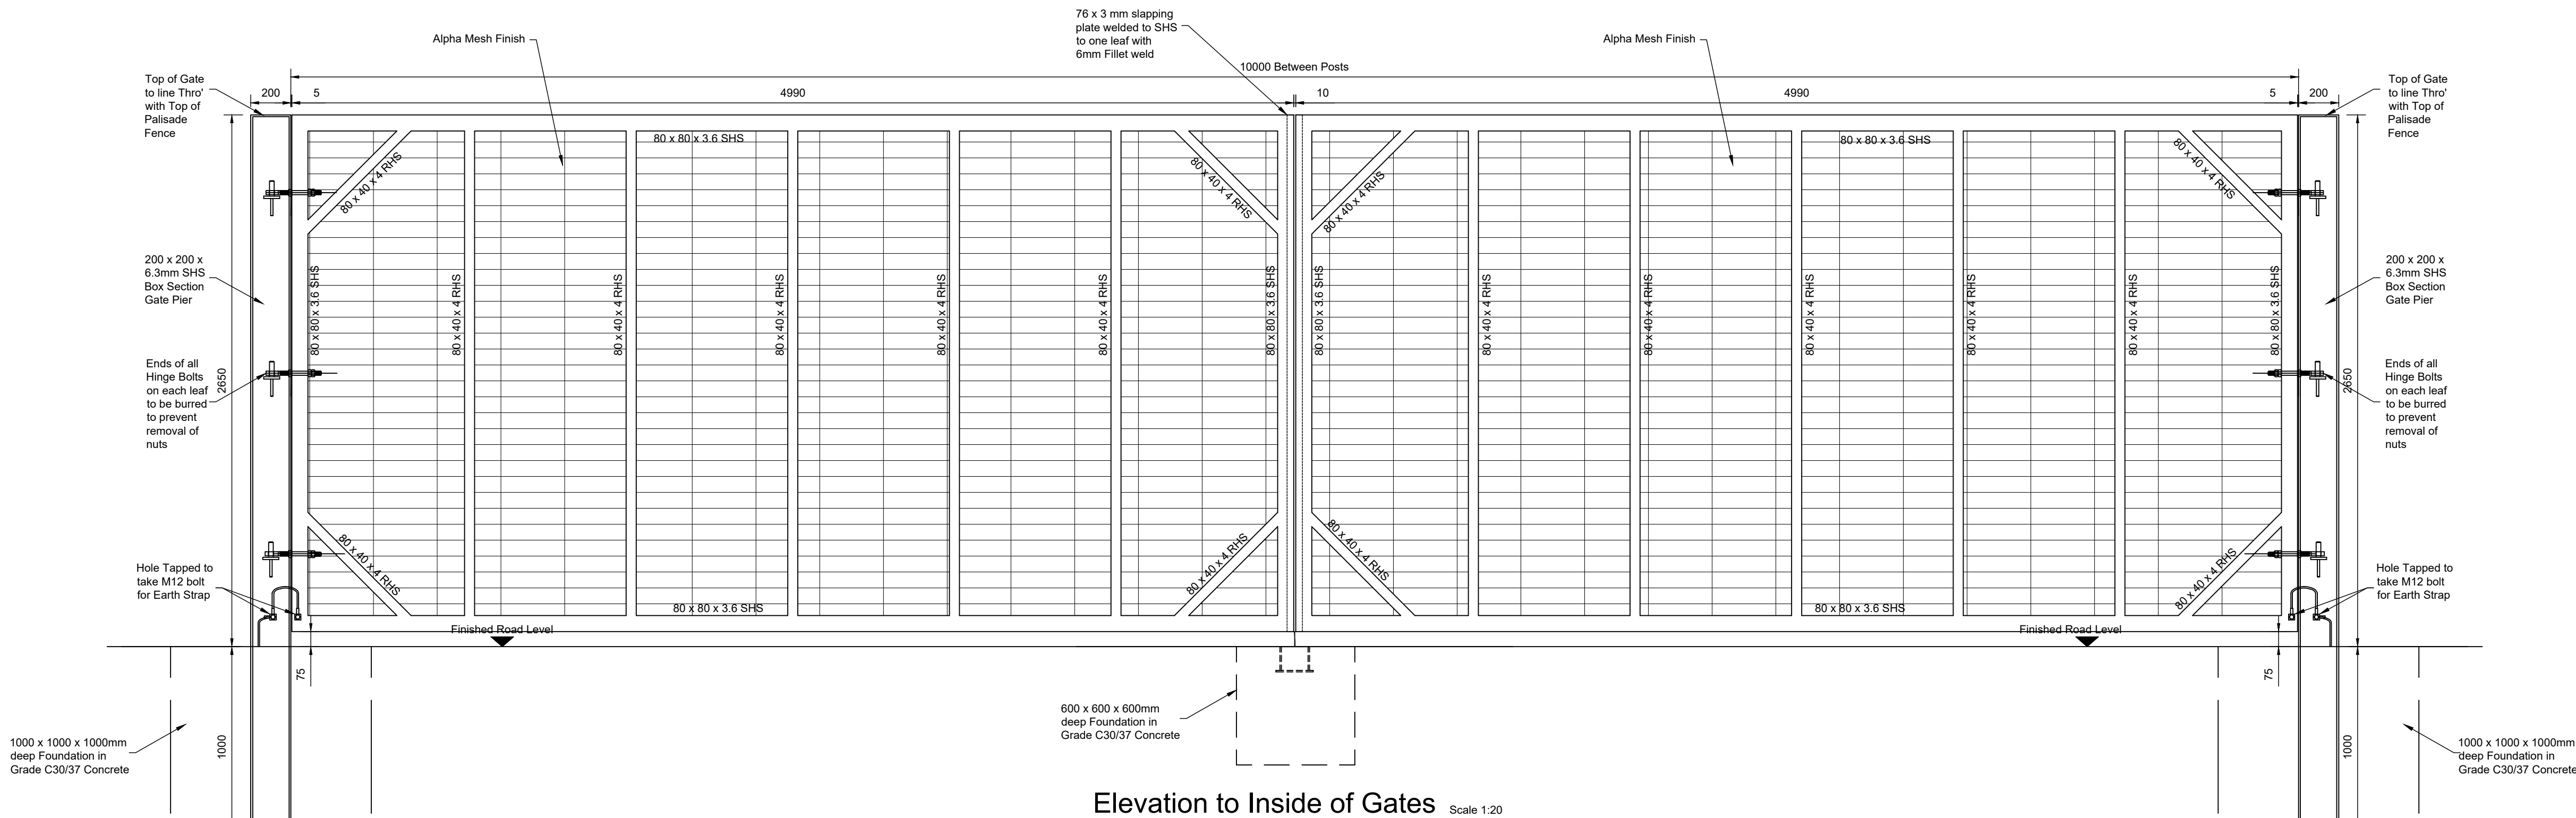 76 x 3 mm slapping
plate welded to SHS
to one leaf with
6mm Fillet weld
Alpha Mesh Finish
Alpha Mesh Finish
10000 Between Posts
Top of Gate
to line Thro'
with Top of
Palisade
Fence
200
5
4990
10
4990
5
200
Top of Gate
to line Thro'
with Top of
Palisade
Fence
80 x 80 x 3.6 SHS
80 x 80 x 3.6 SHS
80 x 40 x 4 RHS
80 x 40 x 4 RHS
80 x 40 x 4 RHS
80 x 40 x 4 RHS
200 x 200 x
6.3mm SHS
Box Section
Gate Pier
80 x 80 x 3.6 SHS
80 x 40 x 4 RHS
80 x 40 x 4 RHS
80 x 40 x 4 RHS
80 x 40 x 4 RHS
80 x 40 x 4 RHS
80 x 80 x 3.6 SHS
80 x 80 x 3.6 SHS
80 x 40 x 4 RHS
80 x 40 x 4 RHS
80 x 40 x 4 RHS
80 x 40 x 4 RHS
80 x 40 x 4 RHS
80 x 80 x 3.6 SHS
200 x 200 x
6.3mm SHS
Box Section
Gate Pier
Ends of all
Hinge Bolts
on each leaf
to be burred
to prevent
removal of
nuts
2650
2650
Ends of all
Hinge Bolts
on each leaf
to be burred
to prevent
removal of
nuts
Hole Tapped to
take M12 bolt
for Earth Strap
80 x 40 x 4 RHS
80 x 40 x 4 RHS
80 x 40 x 4 RHS
80 x 40 x 4 RHS
Hole Tapped to
take M12 bolt
for Earth Strap
80 x 80 x 3.6 SHS
80 x 80 x 3.6 SHS
Finished Road Level
Finished Road Level
75
75
600 x 600 x 600mm
deep Foundation in
Grade C30/37 Concrete
1000 x 1000 x 1000mm
deep Foundation in
Grade C30/37 Concrete
1000
1000
1000 x 1000 x 1000mm
deep Foundation in
Grade C30/37 Concrete
Elevation to Inside of Gates Scale 1:20